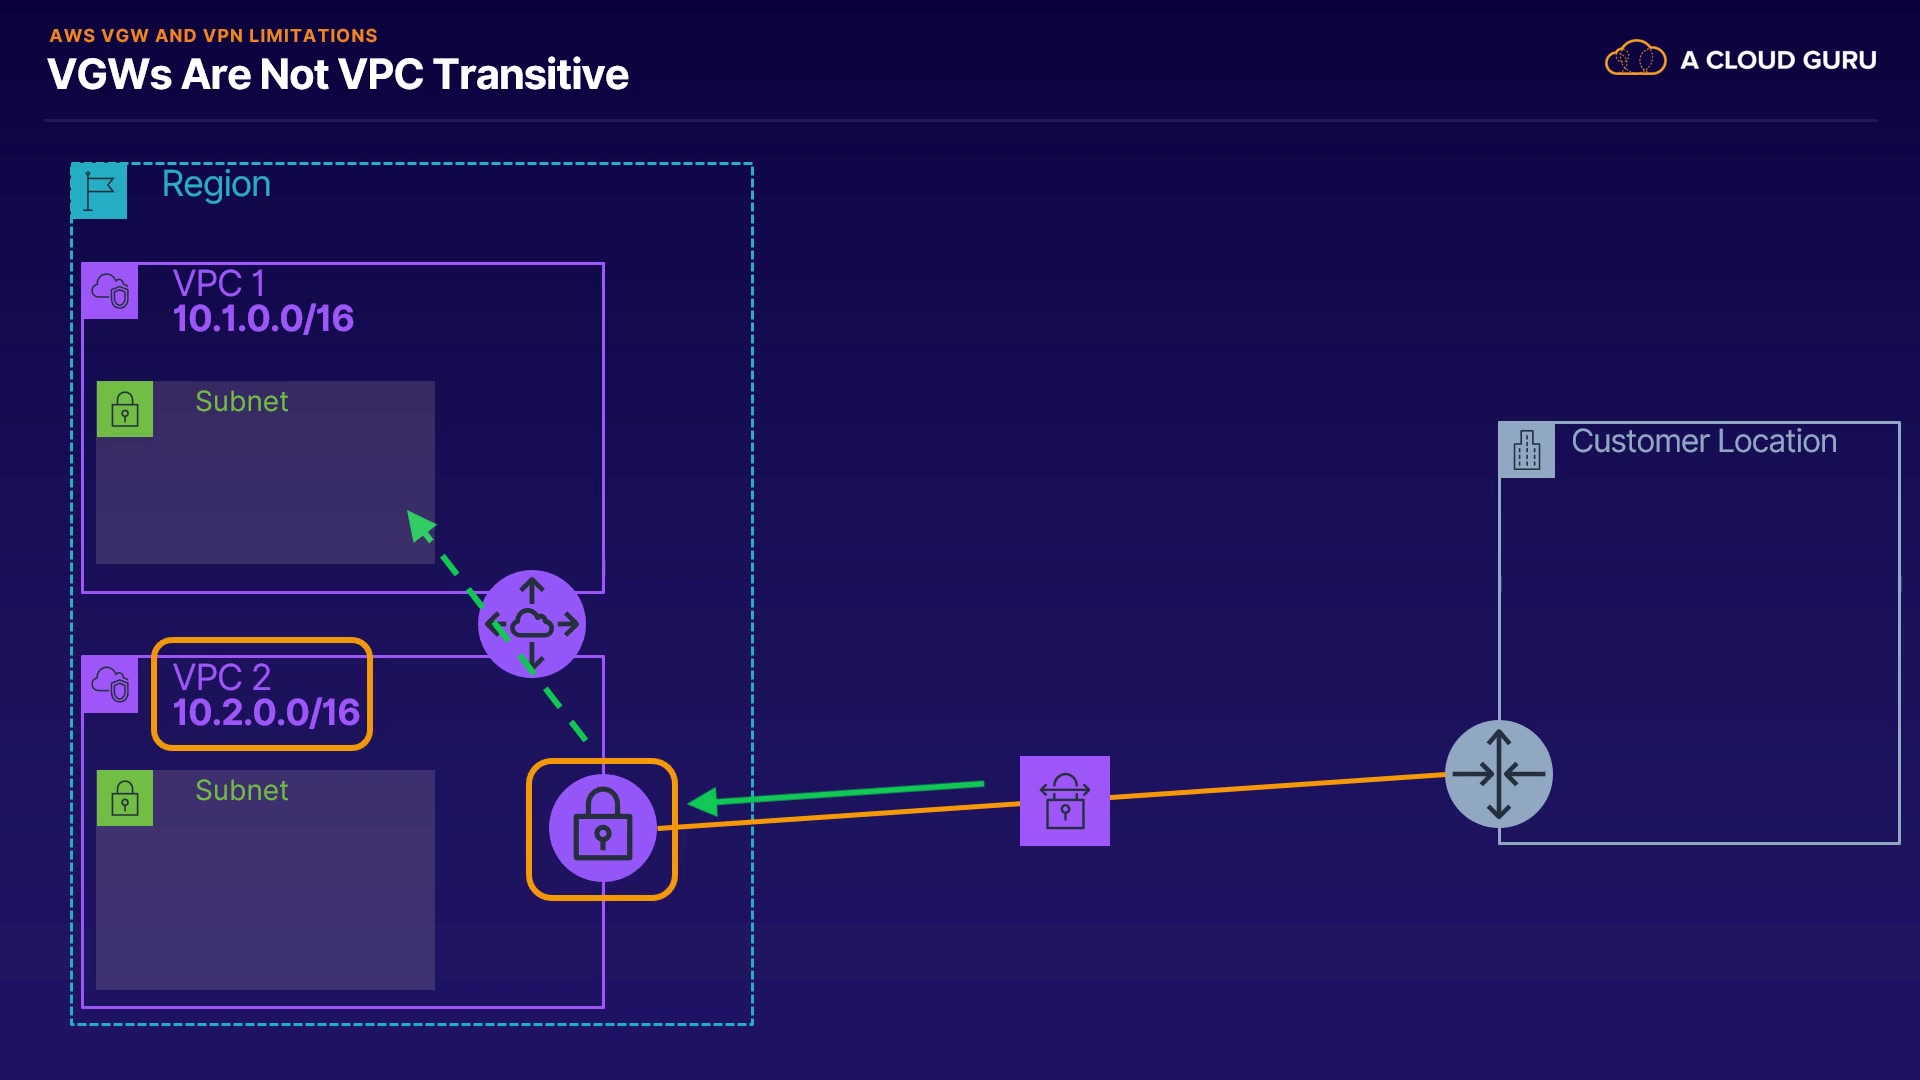 AWS VGW AND VPN LIMITATIONS
VGWs Are Not VPC Transitive
A CLOUD GURU
Region
VPC 1
10.1.0.0/16
Subnet
Customer Location
VPC 2
10.2.0.0/16
Subnet